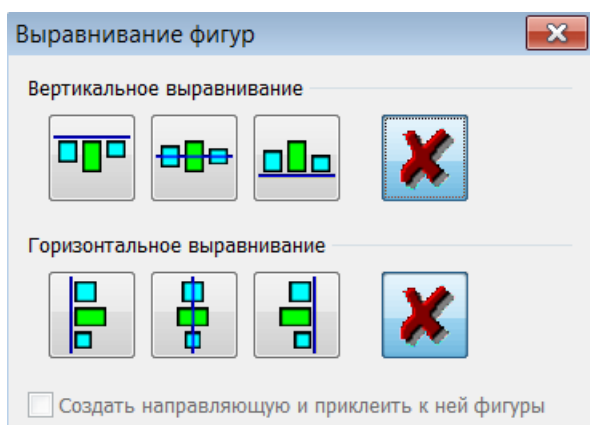 Выравнивание фигур
Вертикальное выравнивание
Горизонтальное выравнивание
Создать направляющую и приклеить к ней фигуры